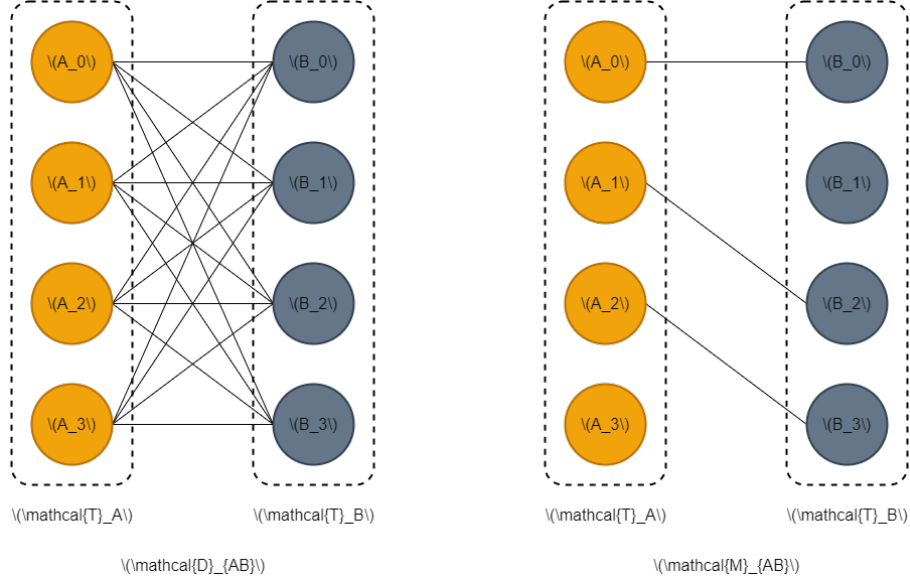 \(A_0\) \(B_0\) \(A_0\) \(B_0\)
\(A_1\) \(B_1\) \(A_1\) \(B_1\)
\(A_2\) \(B_2\) \(A_2\) \(B_2\)
\(A_3\) \(B_3\) \(A_3\) \(B_3\)
\(\mathcal{T}_A\) \(\mathcal{T}_B\) \(\mathcal{T}_A\) \(\mathcal{T}_B\)
\(\mathcal{D}_{AB}\) \(\mathcal{M}_{AB}\)